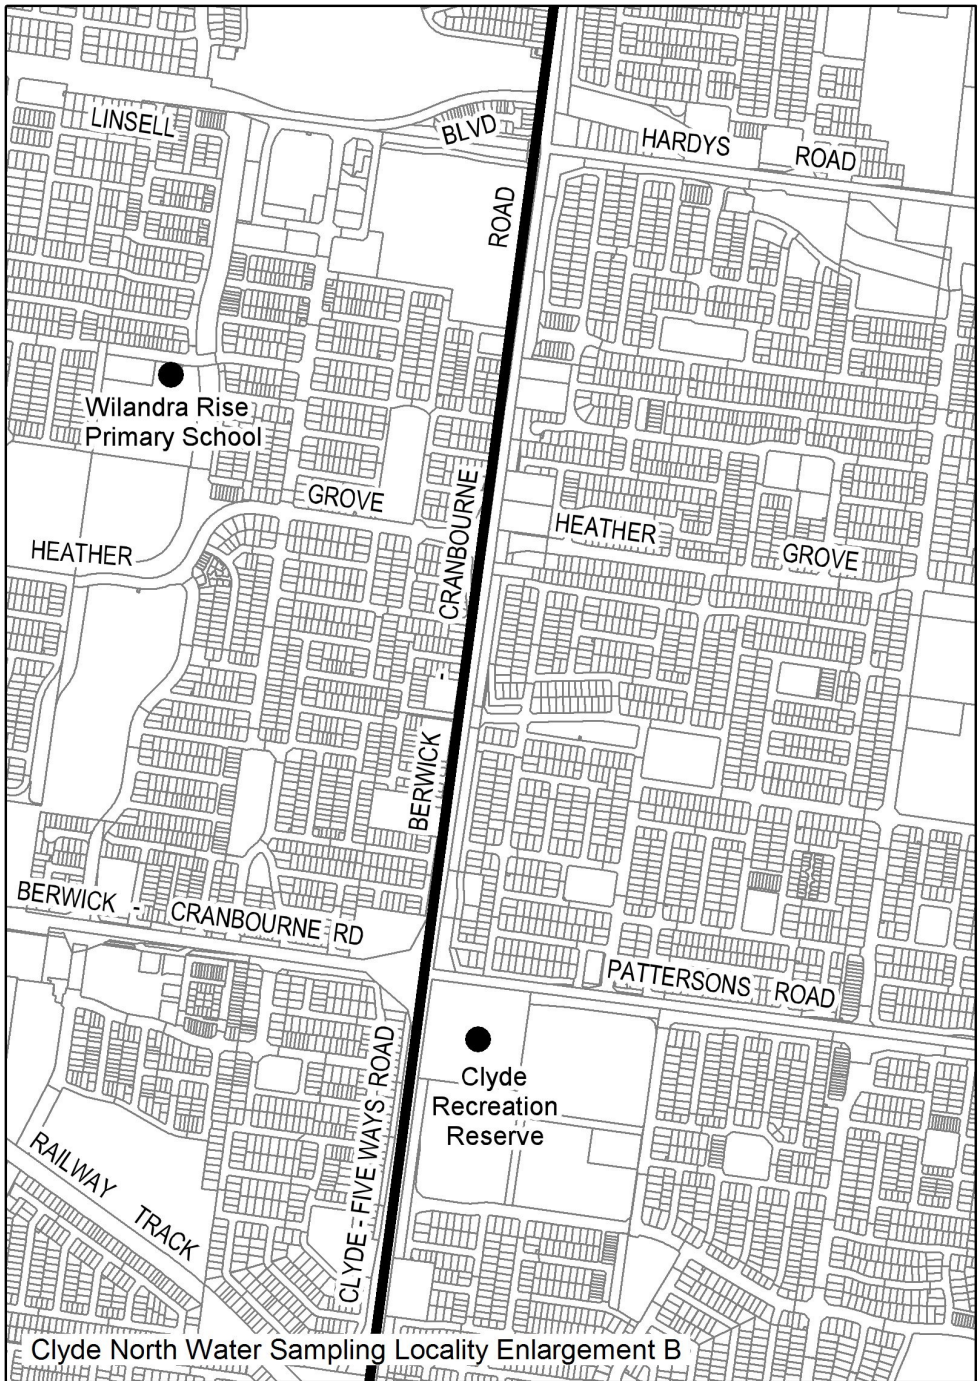 LINSELL
BLVD
HARDYS
ROAD
ROAD
Wilandra Rise
Primary School
GROVE
CRANBOURNE
HEATHER
HEATHER
GROVE
-
BERWICK
BERWICK -
CRANBOURNE RD
PATTERSONS ROAD
Clyde
Recreation
Reserve
CLYDE - FIVE WAYS ROAD
RAILWAY
TRACK
Clyde North Water Sampling Locality Enlargement B